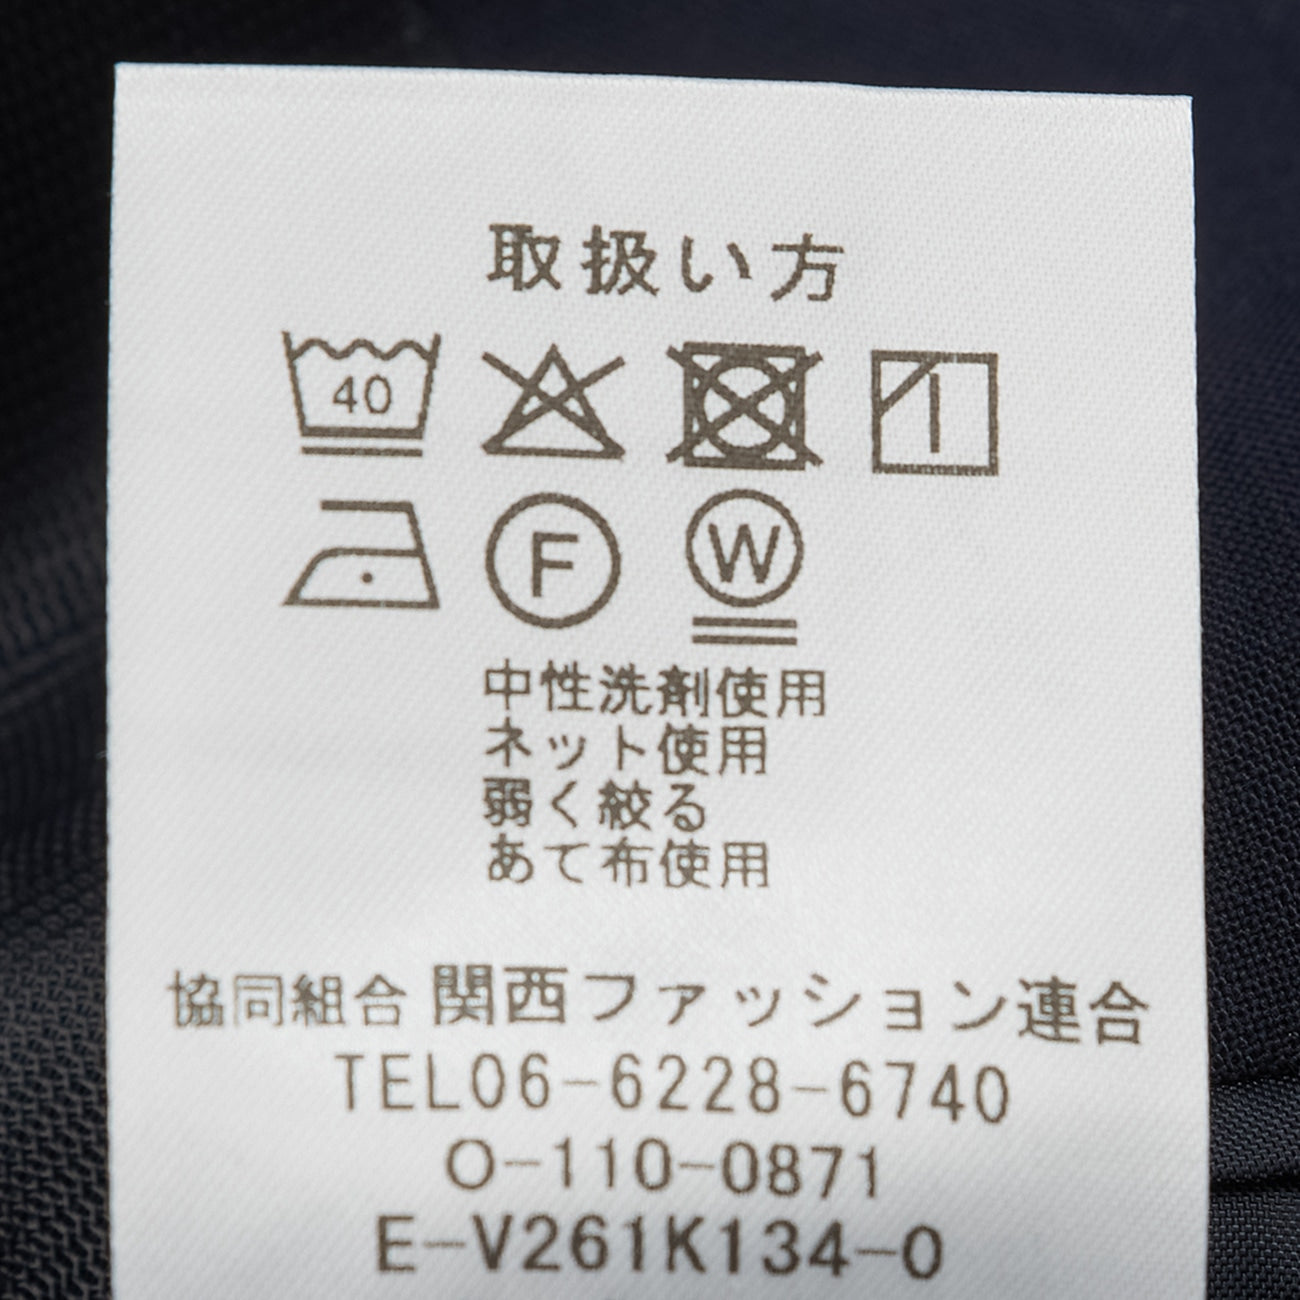 取扱い方
40
F W
中性洗剤使用
ネット使用
弱く絞る
あて布使用
協同組合 関西ファッション連合
TEL06-6228-6740
O-110-0871
E-V261K134-0